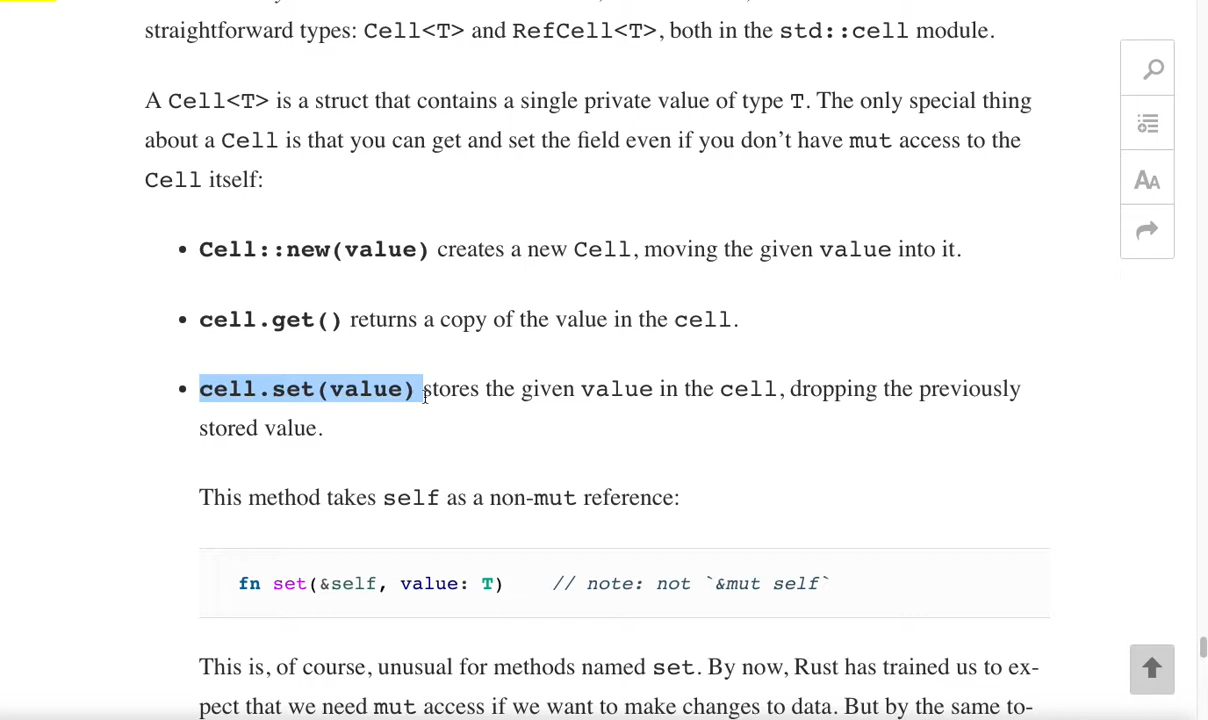 straightforward types: Cell<T> and RefCell<T>, both in the std::cell module.
A Cell<T> is a struct that contains a single private value of type T. The only special thing
about a Cell is that you can get and set the field even if you don’t have mut access to the
Cell itself:
• Cell::new(value) creates a new Cell, moving the given value into it.
• cell.get() returns a copy of the value in the cell.
• cell.set(value) stores the given value in the cell, dropping the previously
stored value.
This method takes self as a non-mut reference:
fn set(&self, value: T)    // note: not `&mut self`
This is, of course, unusual for methods named set. By now, Rust has trained us to ex-
pect that we need mut access if we want to make changes to data. But by the same to-
AA